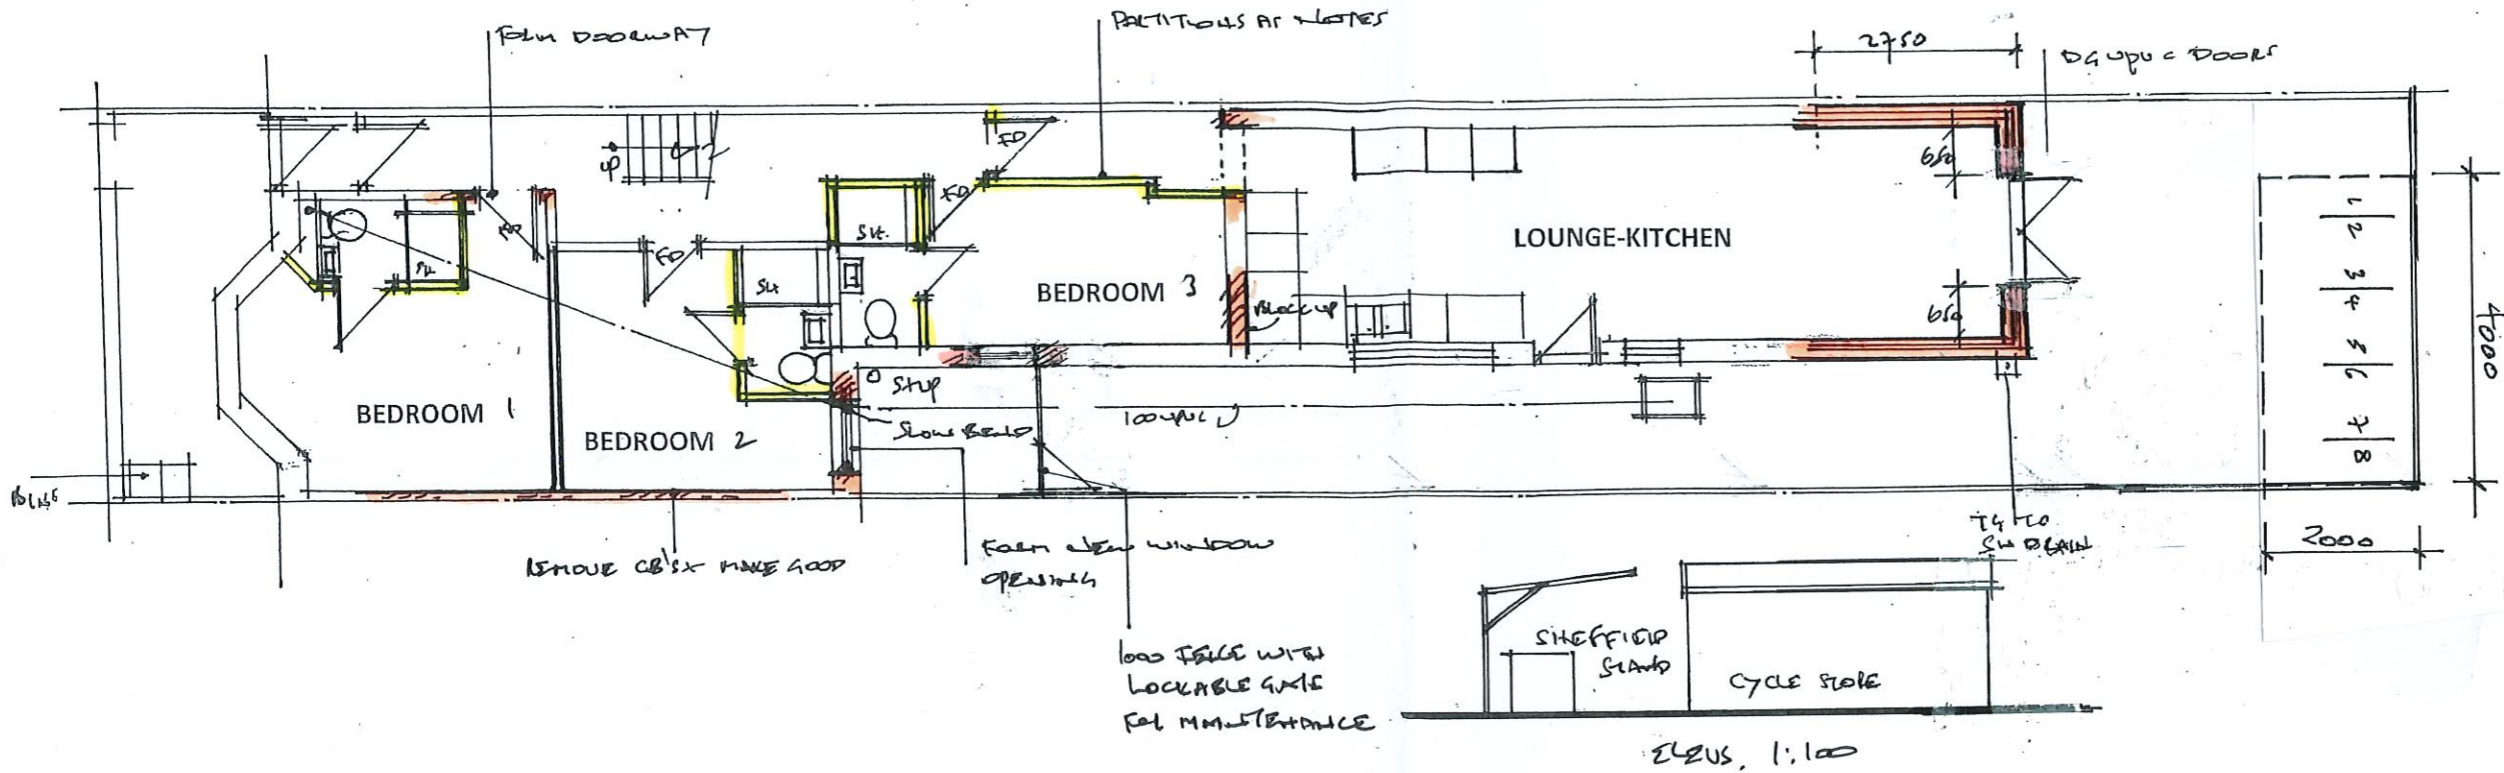 FORM DOORWAY
PARTITIONS AS NOTES
2750
DG UPVC DOORS
UP
FD
FD
FD
FD
650
SH.
SH
SH
LOUNGE-KITCHEN
BEDROOM 3
BLOCK UP
650
1
2
3
4
5
6
7
8
4000
BEDROOM 1
BEDROOM 2
SVP
100 UPVC
SLOW BEND
BINS
REMOVE CB'S & MAKE GOOD
FORM NEW WINDOW
OPENING
TG TO
SW DRAIN
2000
1000 FENCE WITH
LOCKABLE GATE
FOR MAINTENANCE
SHEFFIELD
STAND
CYCLE STORE
ELEVS. 1:100